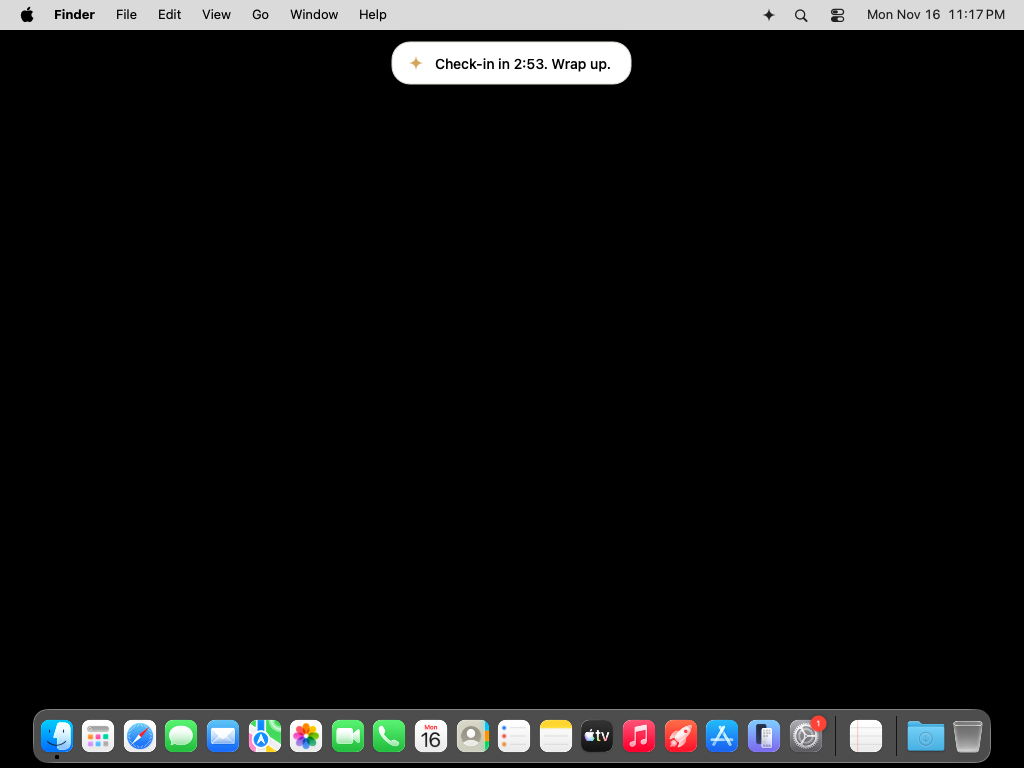 Finder File Edit View Go Window Help Mon Nov 16 11:17 PM
Check-in in 2:53. Wrap up.
Mon 16 tv 1